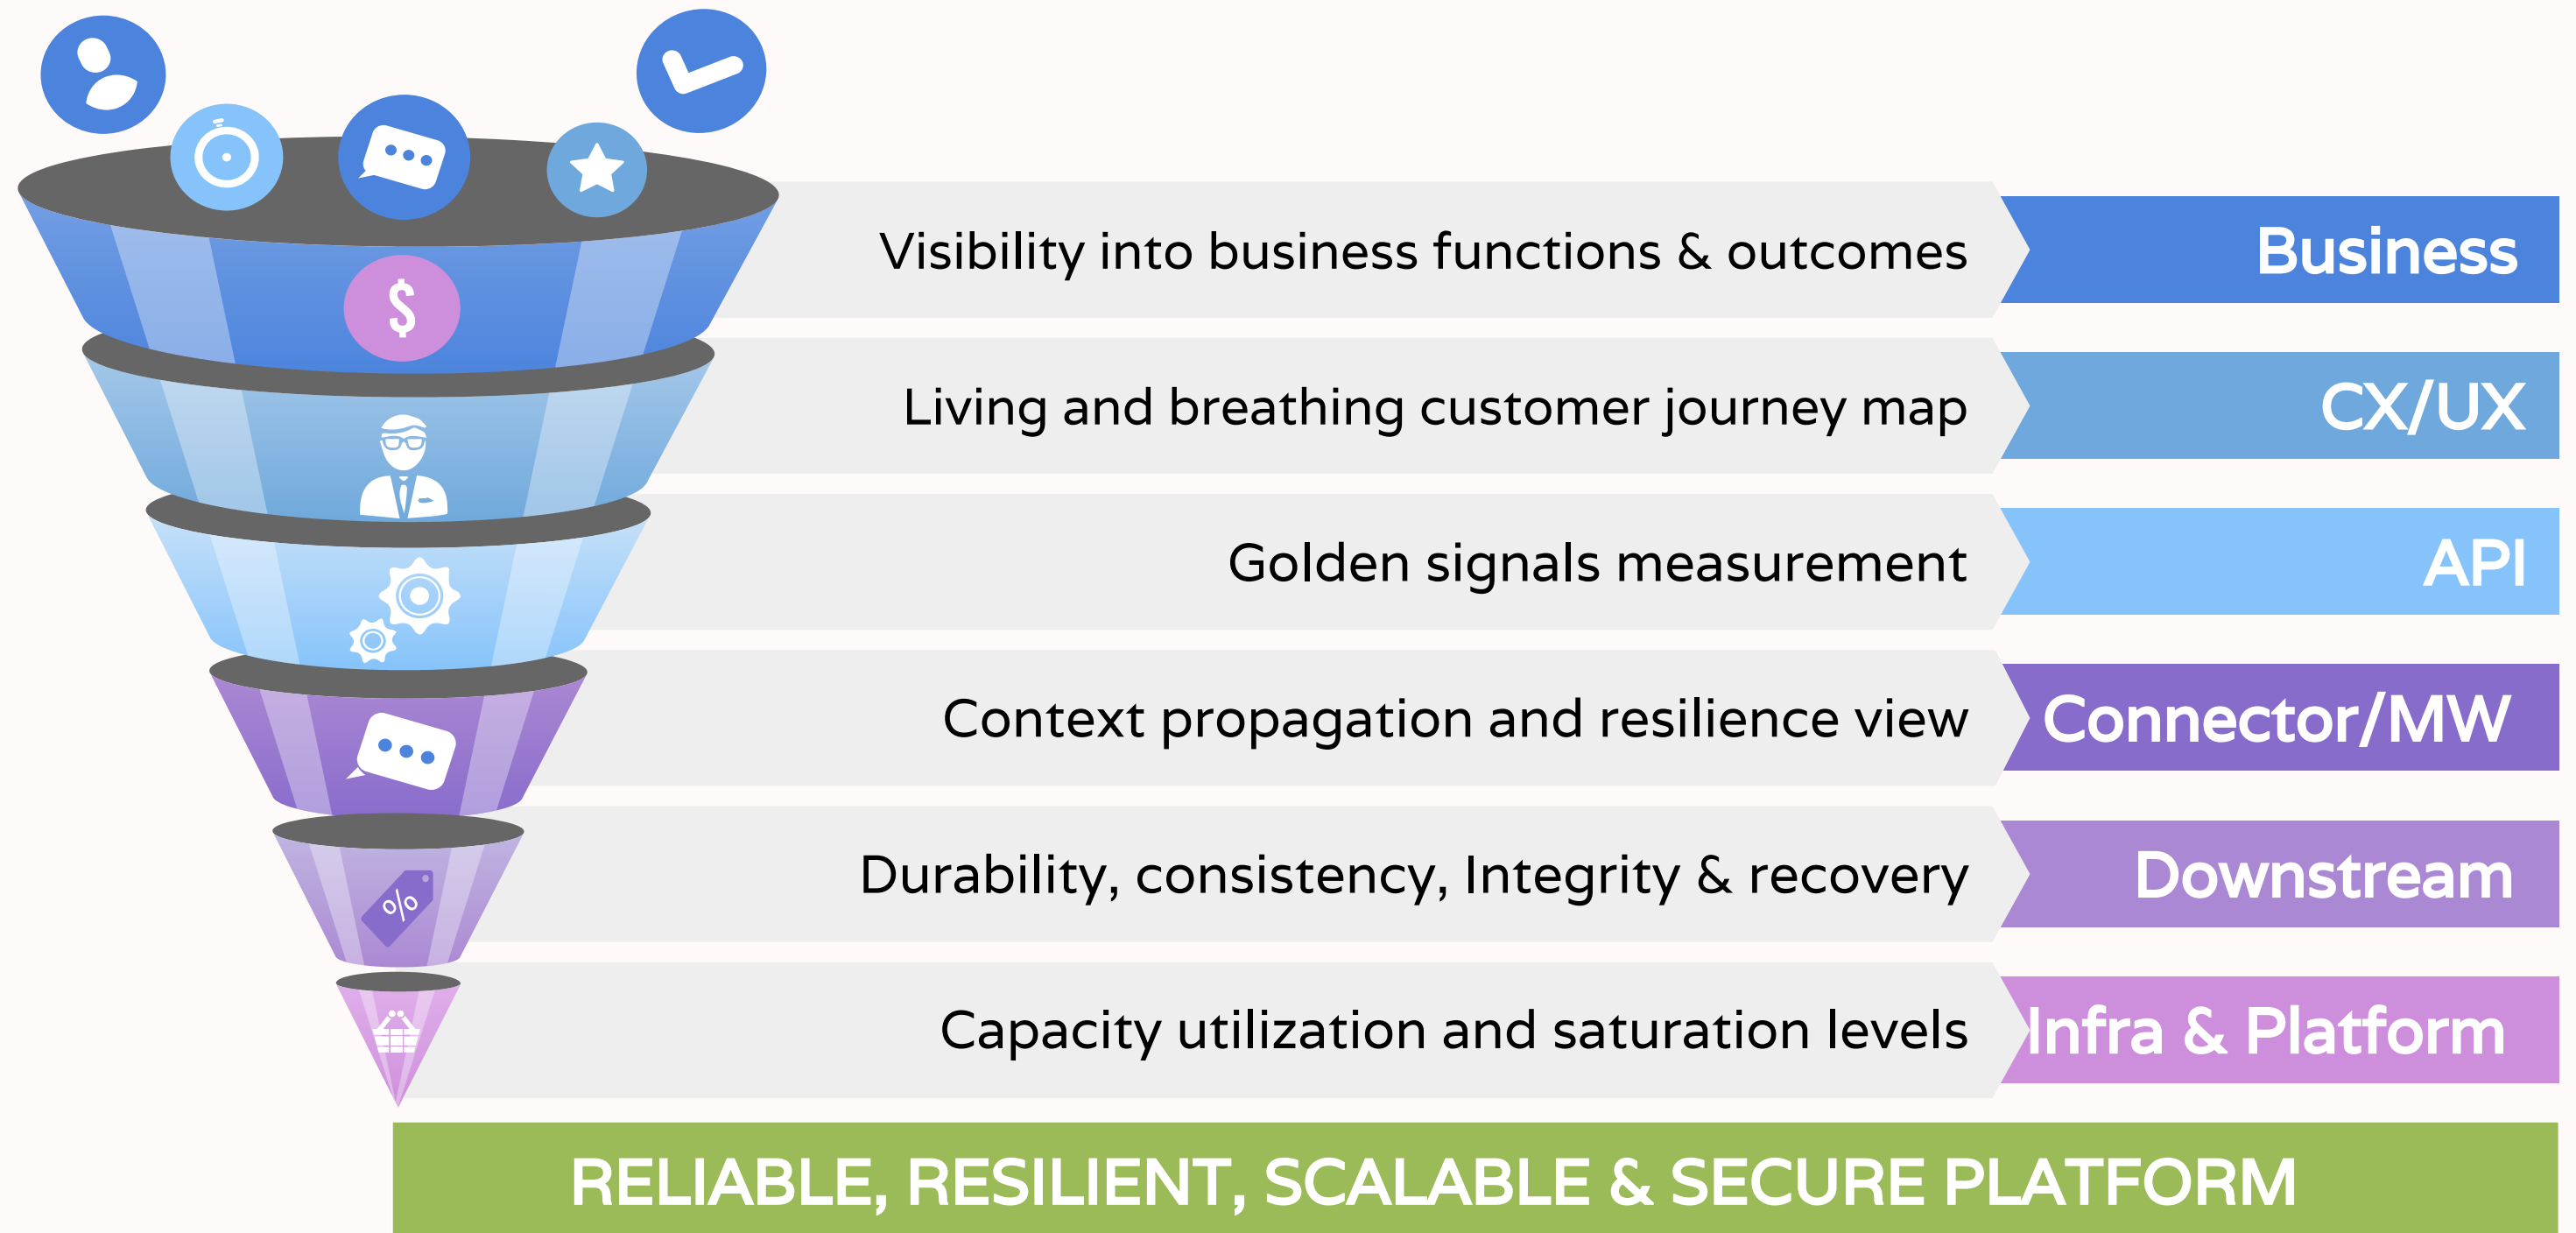 Visibility into business functions & outcomes
Business
Living and breathing customer journey map
CX/UX
Golden signals measurement
API
Context propagation and resilience view
Connector/MW
Durability, consistency, Integrity & recovery
Downstream
Capacity utilization and saturation levels
Infra & Platform
RELIABLE, RESILIENT, SCALABLE & SECURE PLATFORM
$
%